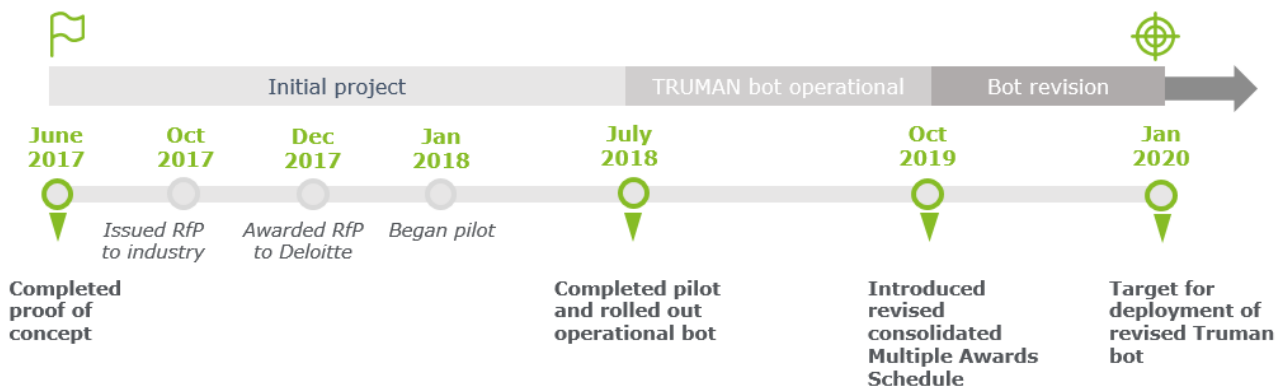 Initial project
TRUMAN bot operational
Bot revision
June
2017
Oct
2017
Dec
2017
Jan
2018
July
2018
Oct
2019
Jan
2020
Issued RfP
to industry
Awarded RfP
to Deloitte
Began pilot
Completed
proof of
concept
Completed pilot
and rolled out
operational bot
Introduced
revised
consolidated
Multiple Awards
Schedule
Target for
deployment of
revised Truman
bot